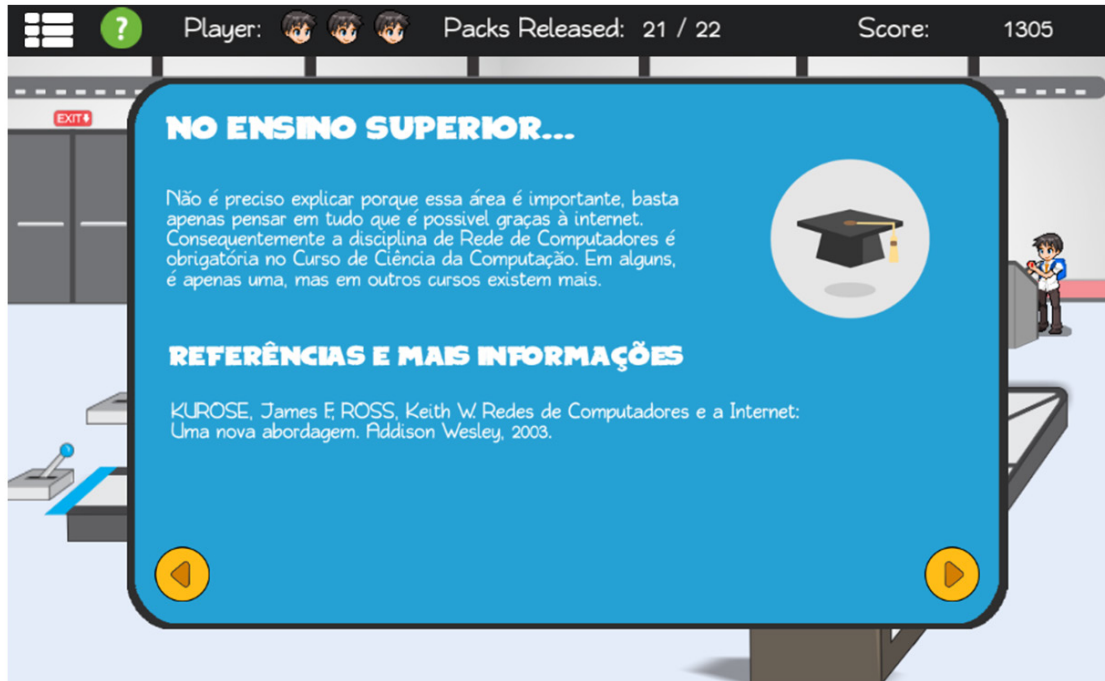 ?
Player:
Packs Released: 21 / 22
Score: 1305
EXIT
NO ENSINO SUPERIOR...
Não é preciso explicar porque essa área é importante, basta
apenas pensar em tudo que é possivel graças à internet.
Consequentemente a disciplina de Rede de Computadores é
obrigatória no Curso de Ciência da Computação. Em alguns,
é apenas uma, mas em outros cursos existem mais.
REFERÊNCIAS E MAIS INFORMAÇÕES
KUROSE, James F, ROSS, Keith W. Redes de Computadores e a Internet:
Uma nova abordagem. Addison Wesley, 2003.